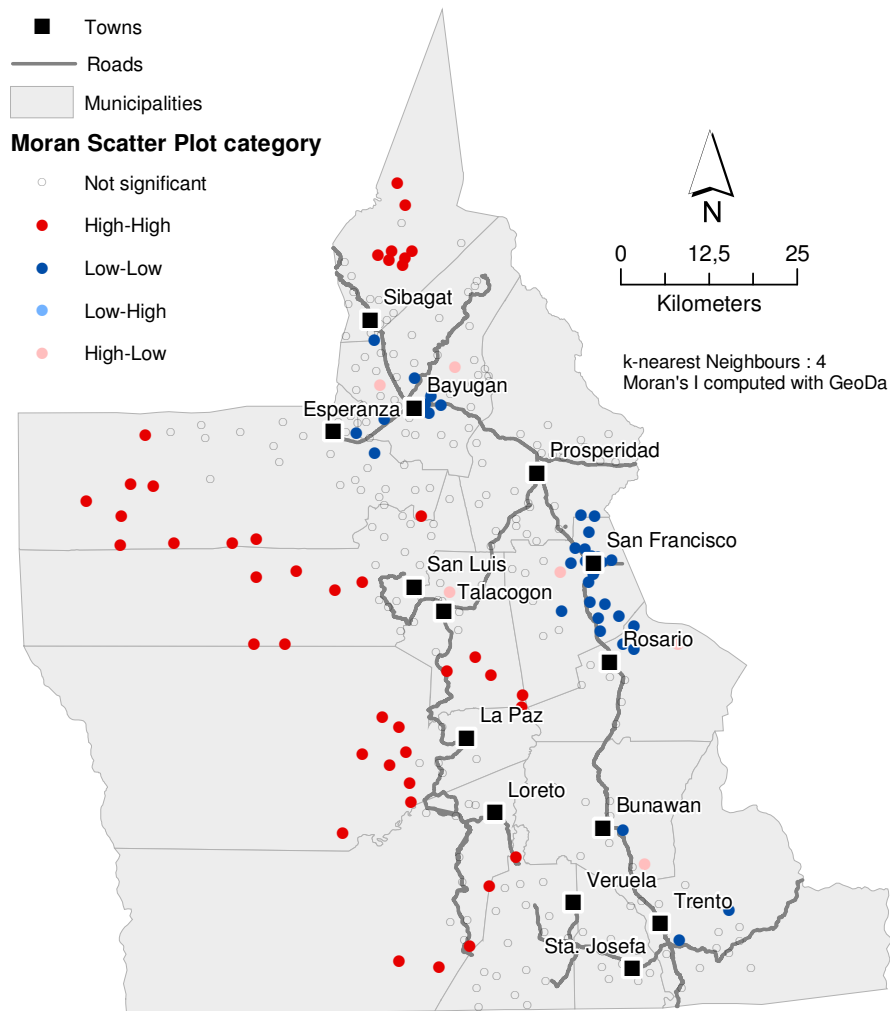 Towns
Roads
Municipalities
Moran Scatter Plot category
Not significant
High-High
Low-Low
Low-High
High-Low
N
0 12,5 25
Kilometers
k-nearest Neighbours : 4
Moran's I computed with GeoDa
Sibagat
Bayugan
Esperanza
Prosperidad
San Francisco
San Luis
Talacogon
Rosario
La Paz
Loreto
Bunawan
Veruela
Trento
Sta. Josefa